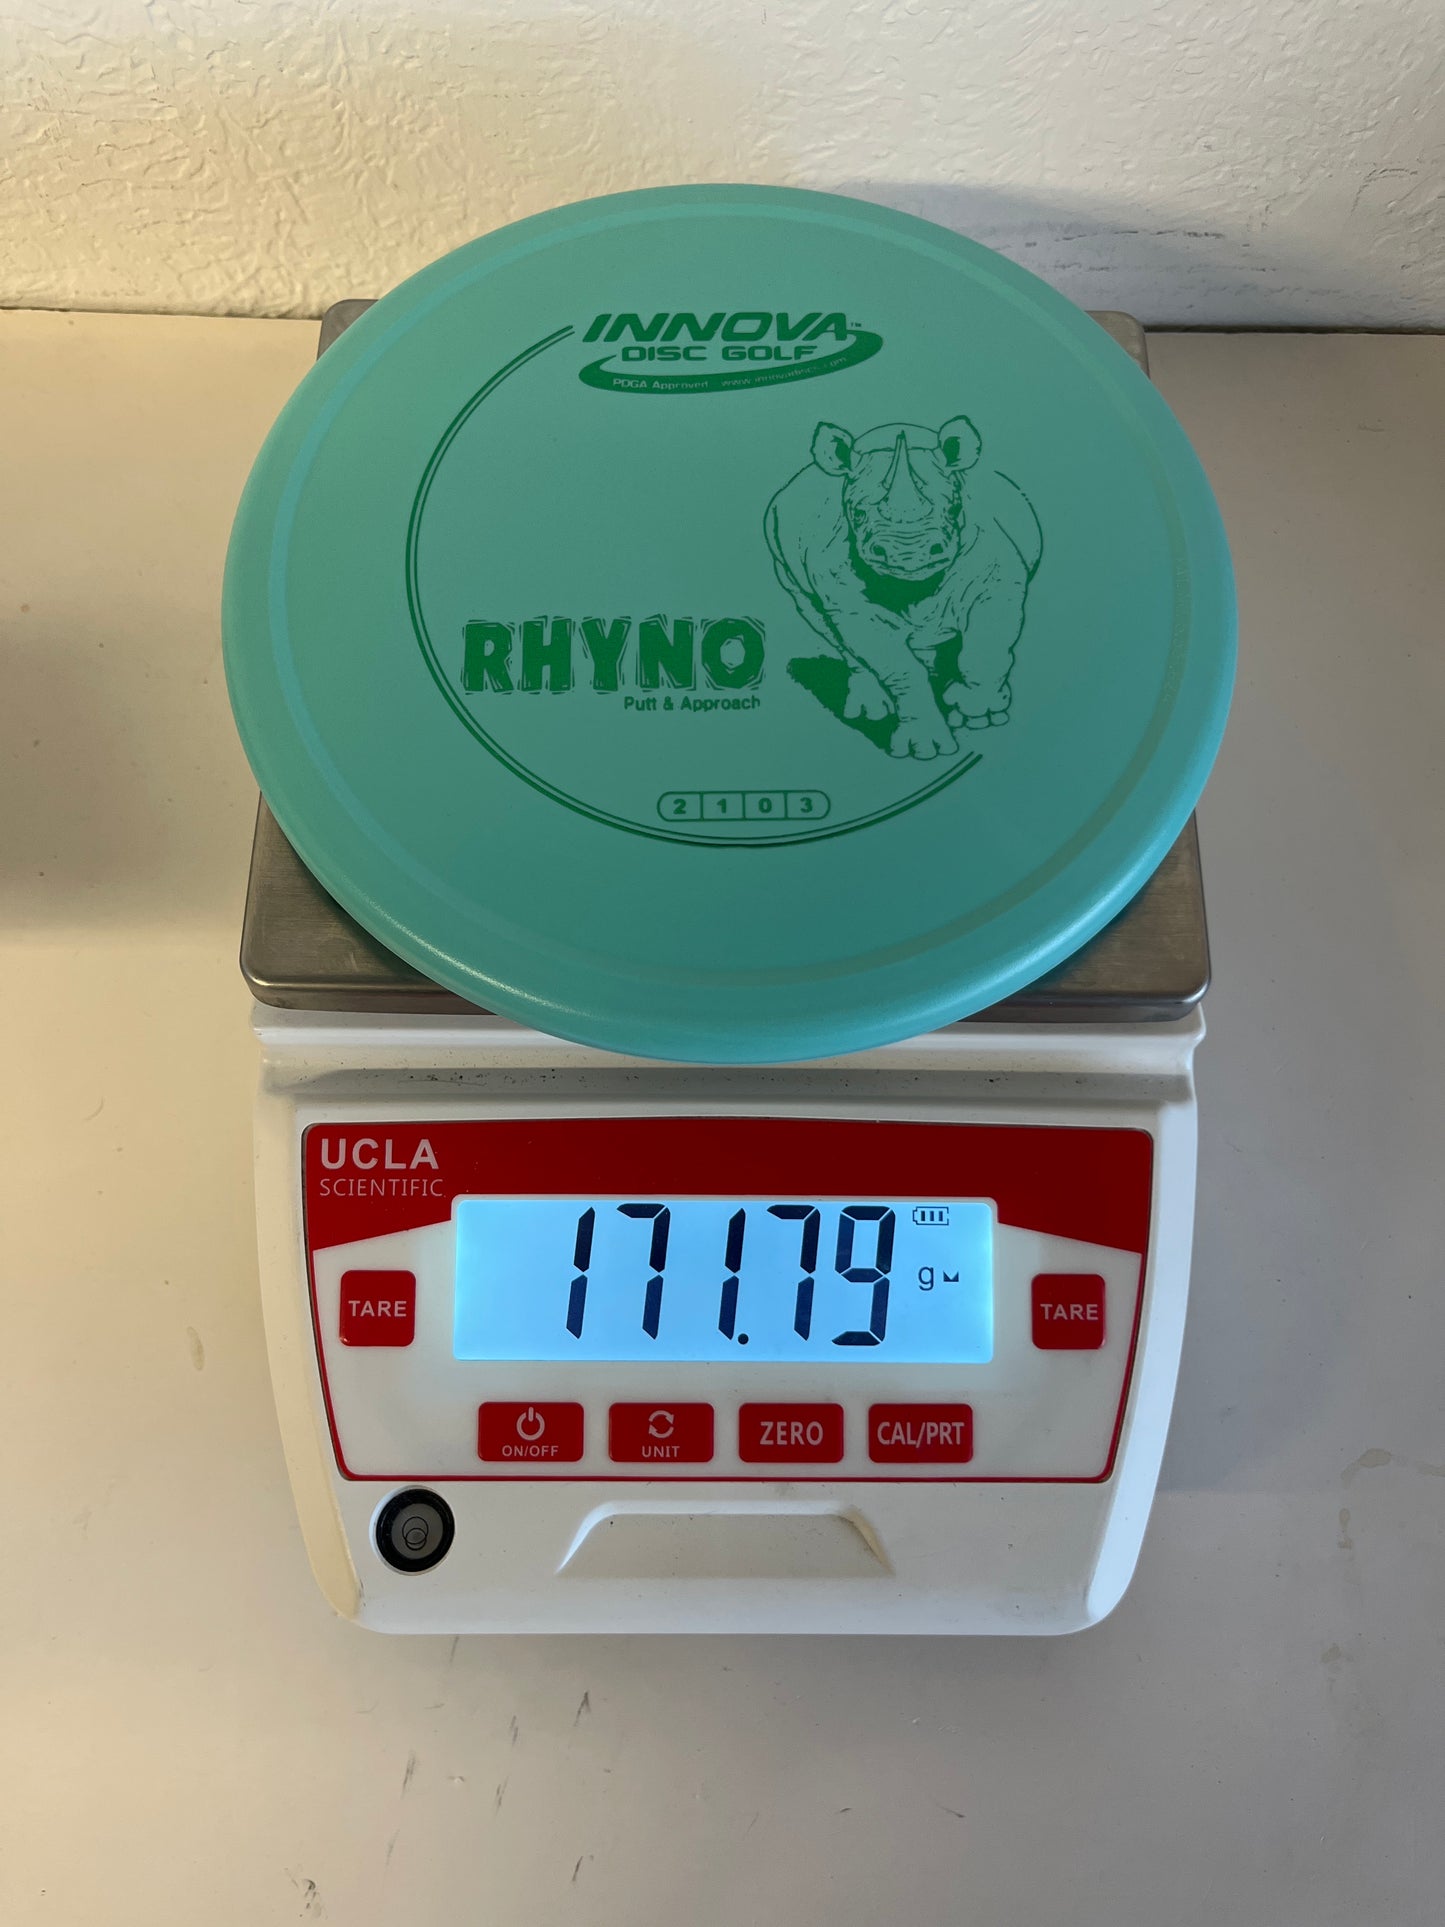 INNOVA™
DISC GOLF
PDGA Approved www.innovadiscs.com
RHYNO
Putt & Approach
2 1 0 3
UCLA
SCIENTIFIC
171.79 g
TARE
TARE
ON/OFF
UNIT
ZERO
CAL/PRT